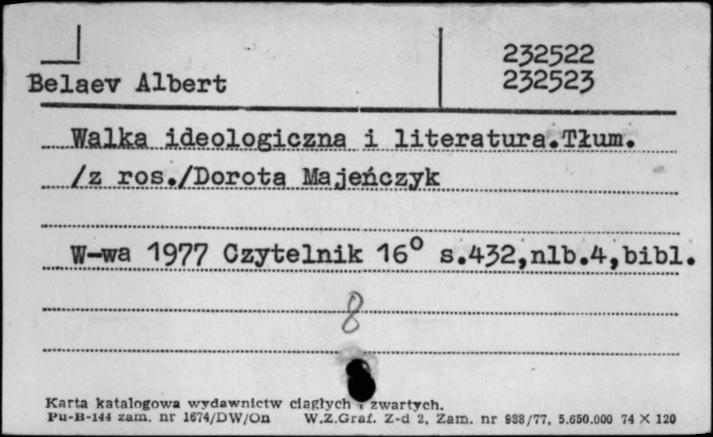 232522
Belaev Albert 232523
Walka ideologiczna i literatura.Tłum.
/z ros./Dorota Majeńczyk
W-wa 1977 Czytelnik 16° s.432,nlb.4,bibl.
8
Karta katalogowa wydawnictw ciągłych i zwartych.
Pu-B-144 zam. nr 1674/DW/On W.Z.Graf. Z-d 2, Zam. nr 938/77, 5.650.000 74 X 120